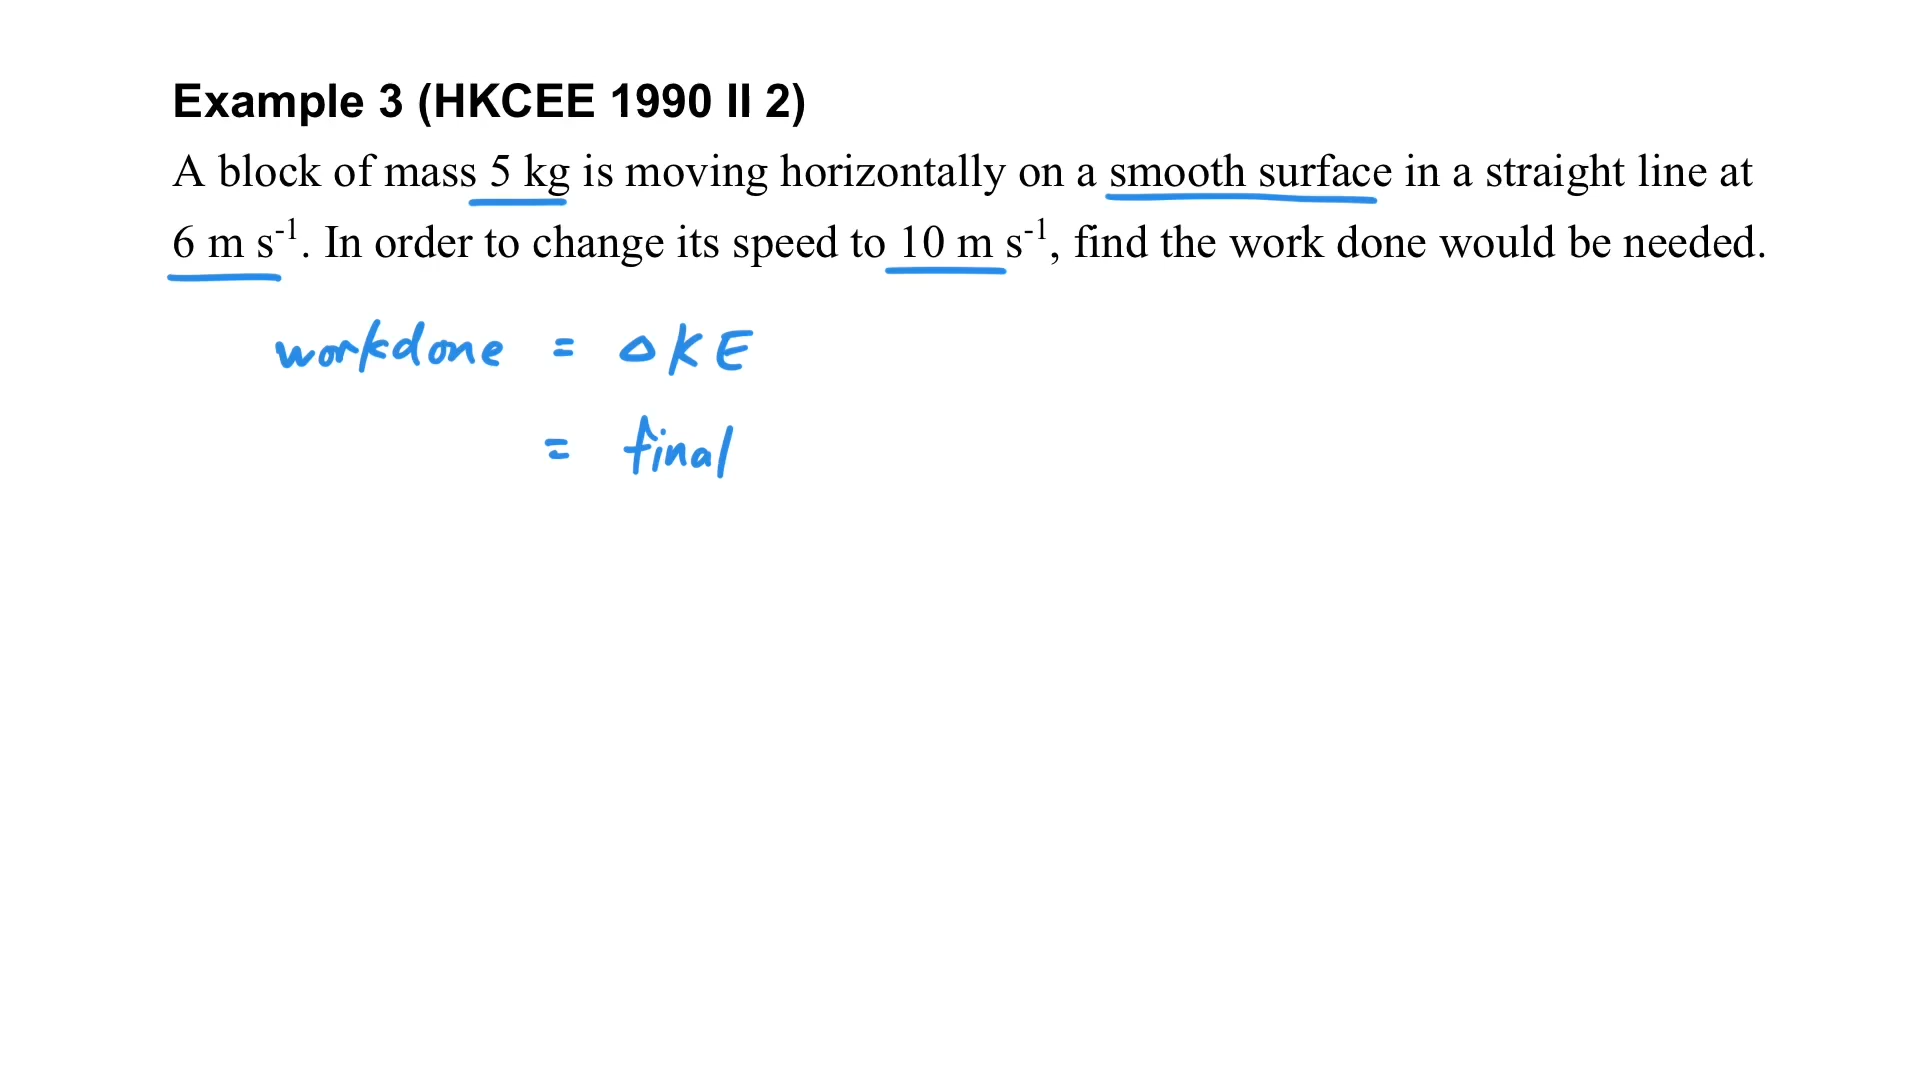 Example 3 (HKCEE 1990 II 2)
A block of mass 5 kg is moving horizontally on a smooth surface in a straight line at
6 m s⁻¹. In order to change its speed to 10 m s⁻¹, find the work done would be needed.
workdone = ΔKE
= final